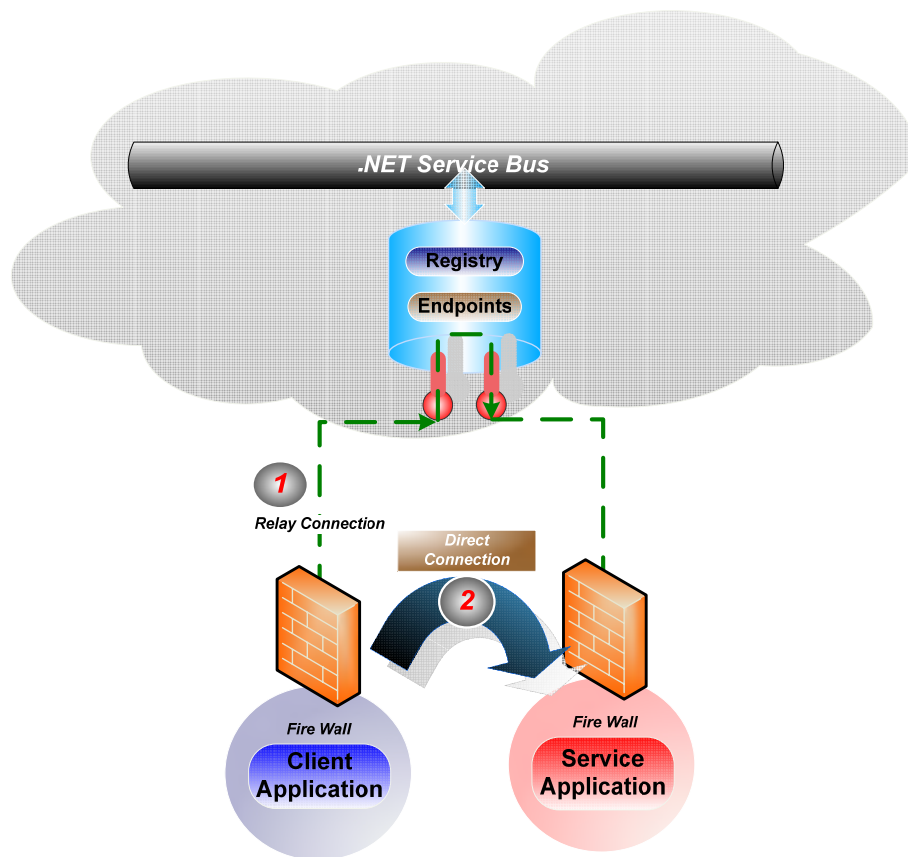 .NET Service Bus
Registry
Endpoints
1
Relay Connection
Direct
Connection
2
Fire Wall
Client
Application
Fire Wall
Service
Application